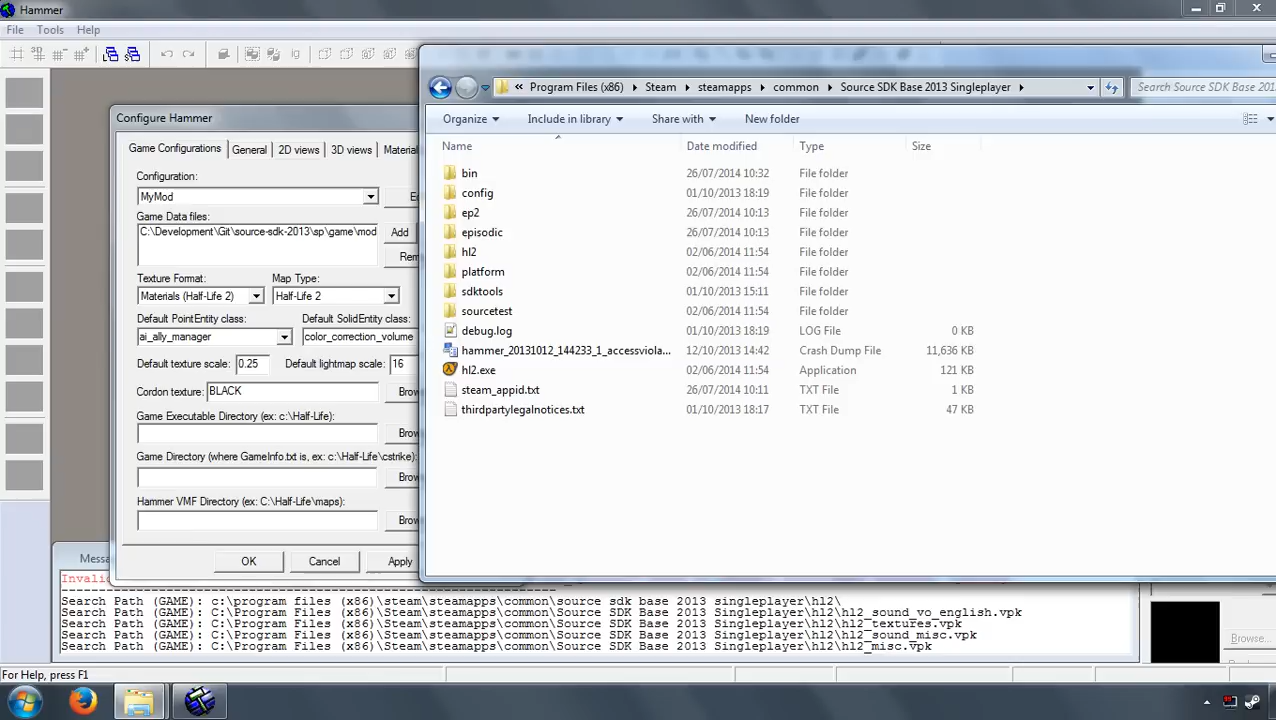 Hammer
File Tools Help
« Program Files (x86) Steam steamapps common Source SDK Base 2013 Singleplayer
Search Source SDK Base 201
Organize Include in library Share with New folder
Name Date modified Type Size
bin 26/07/2014 10:32 File folder
config 01/10/2013 18:19 File folder
ep2 26/07/2014 10:13 File folder
episodic 26/07/2014 10:13 File folder
hl2 02/06/2014 11:54 File folder
platform 02/06/2014 11:54 File folder
sdktools 01/10/2013 15:11 File folder
sourcetest 02/06/2014 11:54 File folder
debug.log 01/10/2013 18:19 LOG File 0 KB
hammer_20131012_144233_1_accessviola... 12/10/2013 14:42 Crash Dump File 11,636 KB
hl2.exe 02/06/2014 11:54 Application 121 KB
steam_appid.txt 26/07/2014 10:11 TXT File 1 KB
thirdpartylegalnotices.txt 01/10/2013 18:17 TXT File 47 KB
Configure Hammer
Game Configurations General 2D views 3D views Material
Configuration:
MyMod E
Game Data files:
C:\Development\Git\source-sdk-2013\sp\game\mod Add
Rem
Texture Format: Map Type:
Materials (Half-Life 2) Half-Life 2
Default PointEntity class: Default SolidEntity class:
ai_ally_manager color_correction_volume
Default texture scale: 0.25 Default lightmap scale: 16
Cordon texture: BLACK Brow
Game Executable Directory (ex: c:\Half-Life):
Brow
Game Directory (where GameInfo.txt is, ex: c:\Half-Life\cstrike):
Brow
Hammer VMF Directory (ex: C:\Half-Life\maps):
Brow
OK Cancel Apply
Messa
Invalid
Search Path (GAME): c:\program files (x86)\Steam\steamapps\common\source sdk base 2013 singleplayer\hl2\
Search Path (GAME): C:\Program Files (x86)\Steam\steamapps\common\Source SDK Base 2013 Singleplayer\hl2\hl2_sound_vo_english.vpk
Search Path (GAME): C:\Program Files (x86)\Steam\steamapps\common\Source SDK Base 2013 Singleplayer\hl2\hl2_textures.vpk
Search Path (GAME): C:\Program Files (x86)\Steam\steamapps\common\Source SDK Base 2013 Singleplayer\hl2\hl2_sound_misc.vpk
Search Path (GAME): C:\Program Files (x86)\Steam\steamapps\common\Source SDK Base 2013 Singleplayer\hl2\hl2_misc.vpk
Browse...
For Help, press F1